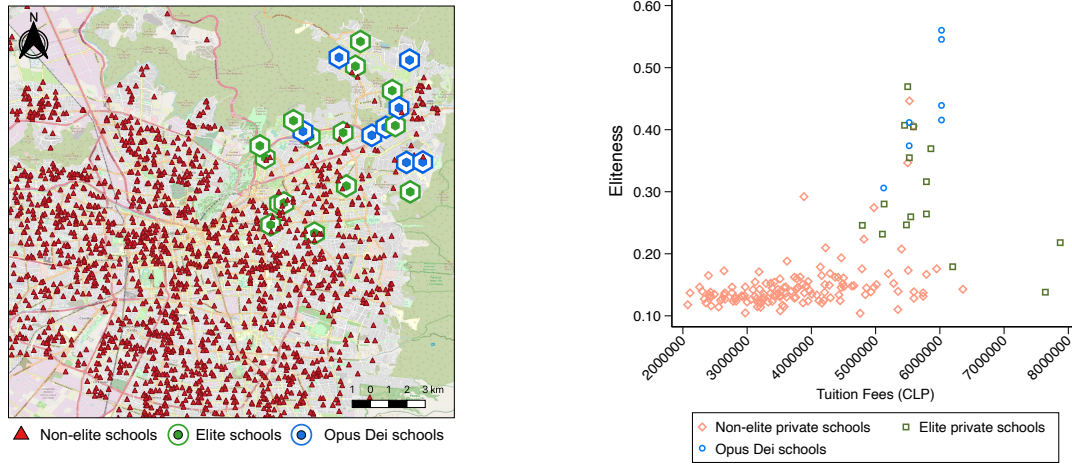 N
1 0 1 2 3 km
Non-elite schools Elite schools Opus Dei schools
0.60
0.50
0.40
0.30
0.20
0.10
Eliteness
2000000 3000000 4000000 5000000 6000000 7000000 8000000
Tuition Fees (CLP)
Non-elite private schools Elite private schools
Opus Dei schools